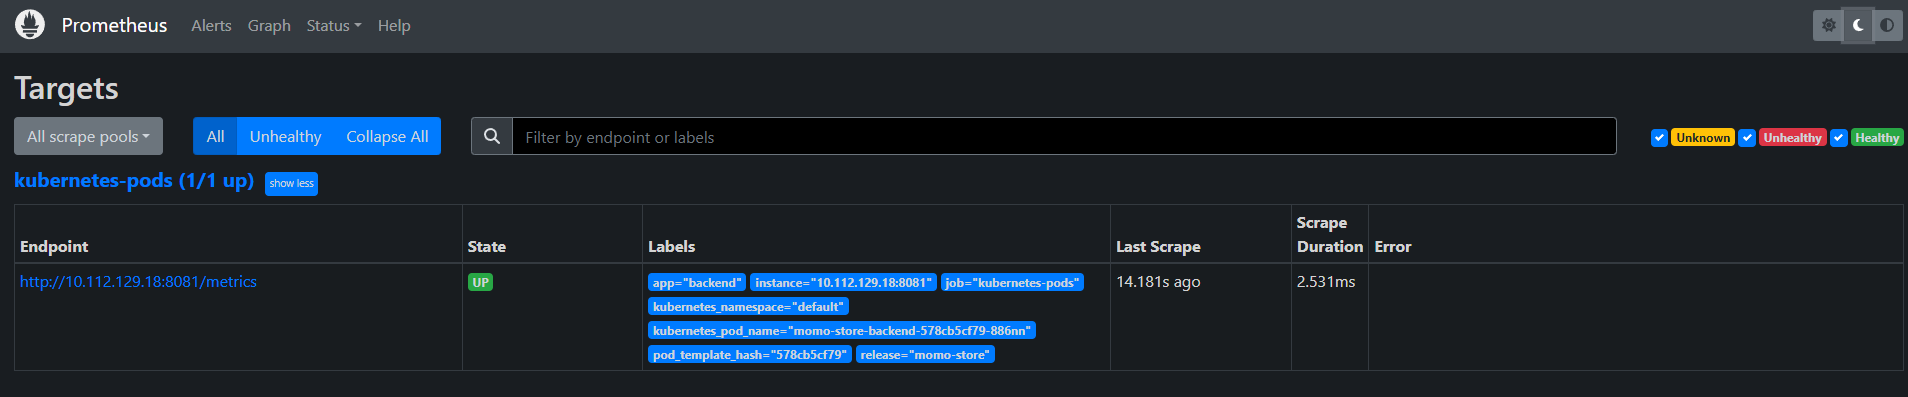 Prometheus Alerts Graph Status Help
Targets
All scrape pools All Unhealthy Collapse All Filter by endpoint or labels Unknown Unhealthy Healthy
kubernetes-pods (1/1 up) show less
Endpoint State Labels Last Scrape Scrape Duration Error
http://10.112.129.18:8081/metrics UP app="backend" instance="10.112.129.18:8081" job="kubernetes-pods" 14.181s ago 2.531ms
kubernetes_namespace="default"
kubernetes_pod_name="momo-store-backend-578cb5cf79-886nn"
pod_template_hash="578cb5cf79" release="momo-store"